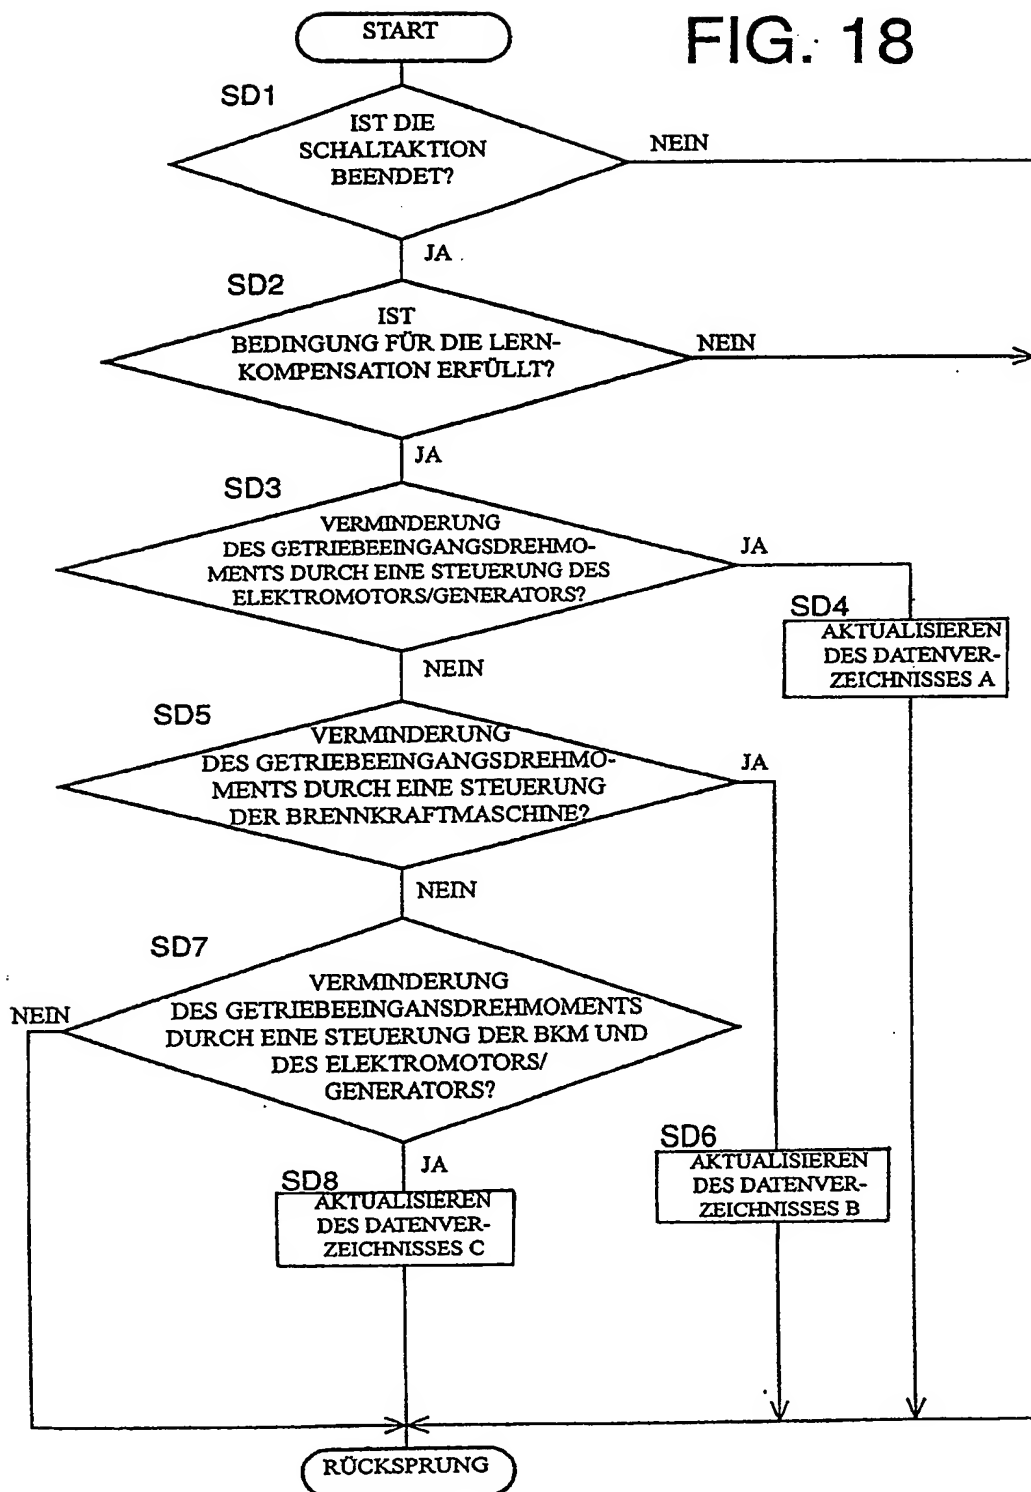 START
FIG. 18
SD1
IST DIE
SCHALTAKTION
BEENDET?
NEIN
JA
SD2
IST
BEDINGUNG FÜR DIE LERN-
KOMPENSATION ERFÜLLT?
NEIN
JA
SD3
VERMINDERUNG
DES GETRIEBEEINGANGSDREHMO-
MENTS DURCH EINE STEUERUNG DES
ELEKTROMOTORS/GENERATORS?
JA
SD4
AKTUALISIEREN
DES DATENVER-
ZEICHNISSES A
NEIN
SD5
VERMINDERUNG
DES GETRIEBEEINGANGSDREHMO-
MENTS DURCH EINE STEUERUNG
DER BRENNKRAFTMASCHINE?
JA
NEIN
SD7
VERMINDERUNG
DES GETRIEBEEINGANSDREHMOMENTS
DURCH EINE STEUERUNG DER BKM UND
DES ELEKTROMOTORS/
GENERATORS?
NEIN
JA
SD6
AKTUALISIEREN
DES DATENVER-
ZEICHNISSES B
SD8
AKTUALISIEREN
DES DATENVER-
ZEICHNISSES C
RÜCKSPRUNG